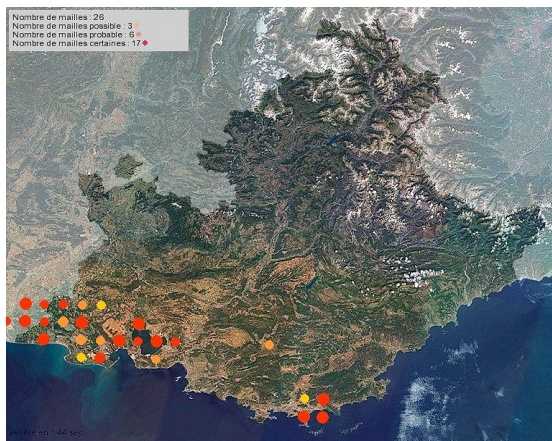 Nombre de mailles : 26
Nombre de mailles possible : 3
Nombre de mailles probable : 6
Nombre de mailles certaines : 17
en 1.44 sec